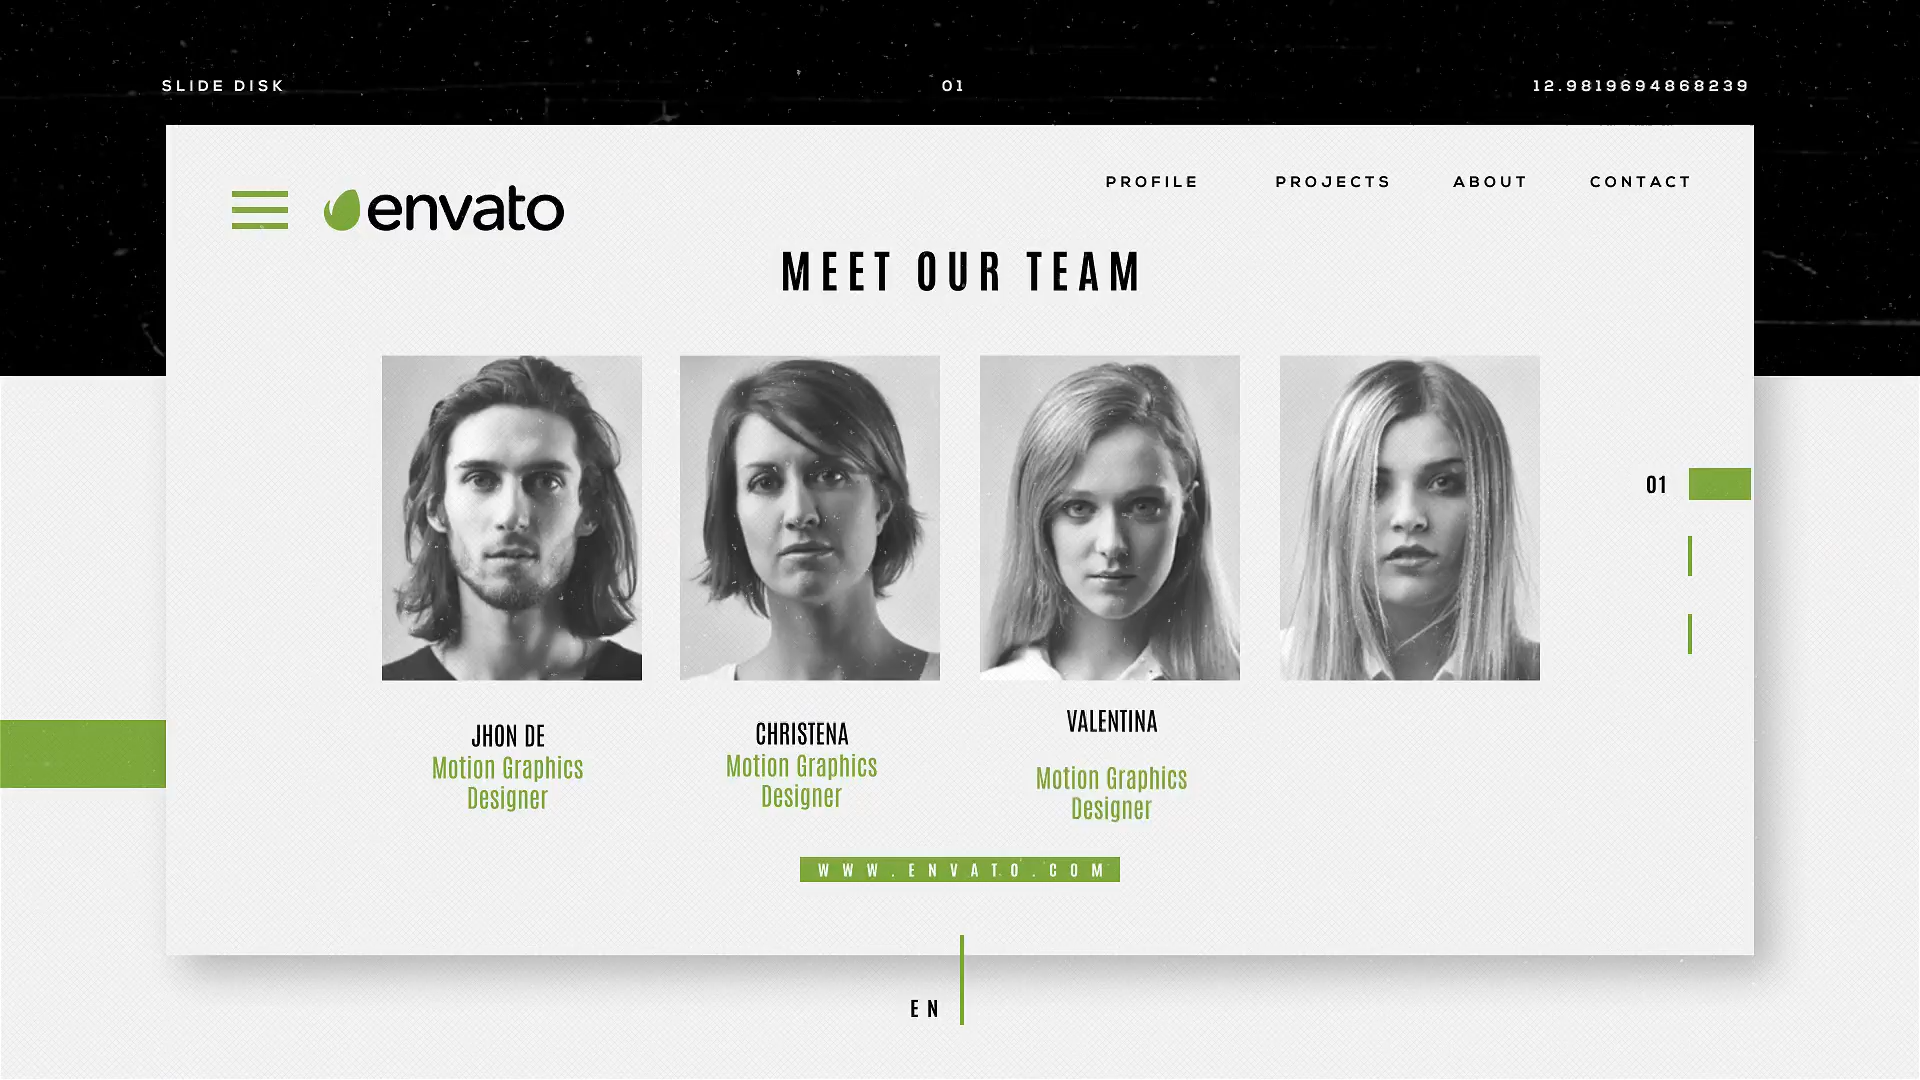 SLIDE DISK
01
12.9819694868239
envato
PROFILE PROJECTS ABOUT CONTACT
MEET OUR TEAM
01
JHON DE
Motion Graphics
Designer
CHRISTENA
Motion Graphics
Designer
VALENTINA
Motion Graphics
Designer
WWW.ENVATO.COM
EN